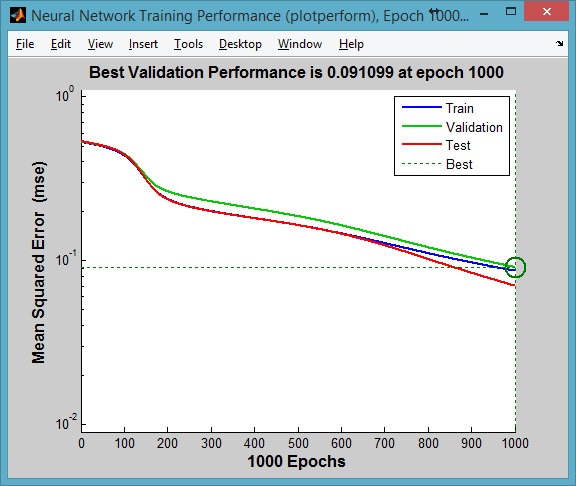 Neural Network Training Performance (plotperform), Epoch 1000...
File Edit View Insert Tools Desktop Window Help
Best Validation Performance is 0.091099 at epoch 1000
Train
Validation
Test
Best
10^0
10^-1
10^-2
Mean Squared Error (mse)
0 100 200 300 400 500 600 700 800 900 1000
1000 Epochs